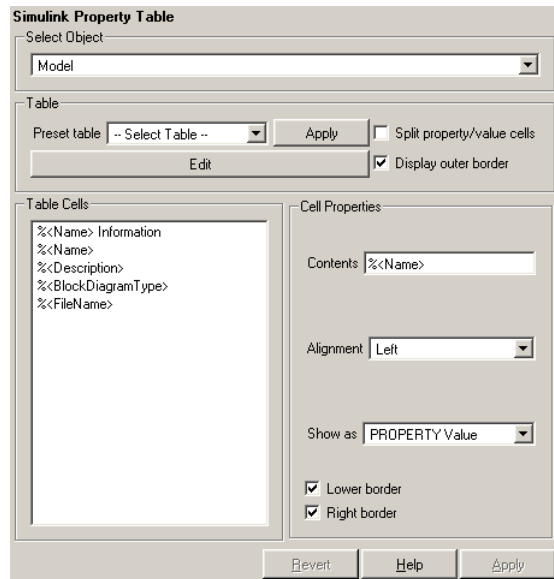 Simulink Property Table
Select Object
Model
Table
Preset table -- Select Table -- Apply Split property/value cells
Edit Display outer border
Table Cells
%<Name> Information
%<Name>
%<Description>
%<BlockDiagramType>
%<FileName>
Cell Properties
Contents %<Name>
Alignment Left
Show as PROPERTY Value
Lower border
Right border
Revert Help Apply